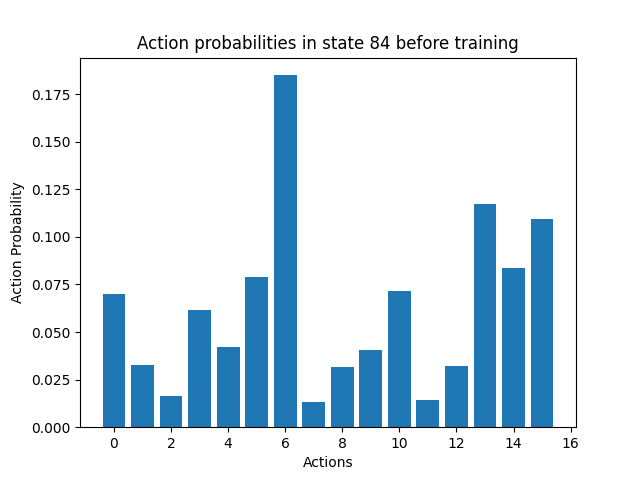 Action probabilities in state 84 before training
0.175
0.150
0.125
0.100
0.075
0.050
0.025
0.000
Action Probability
0 2 4 6 8 10 12 14 16
Actions